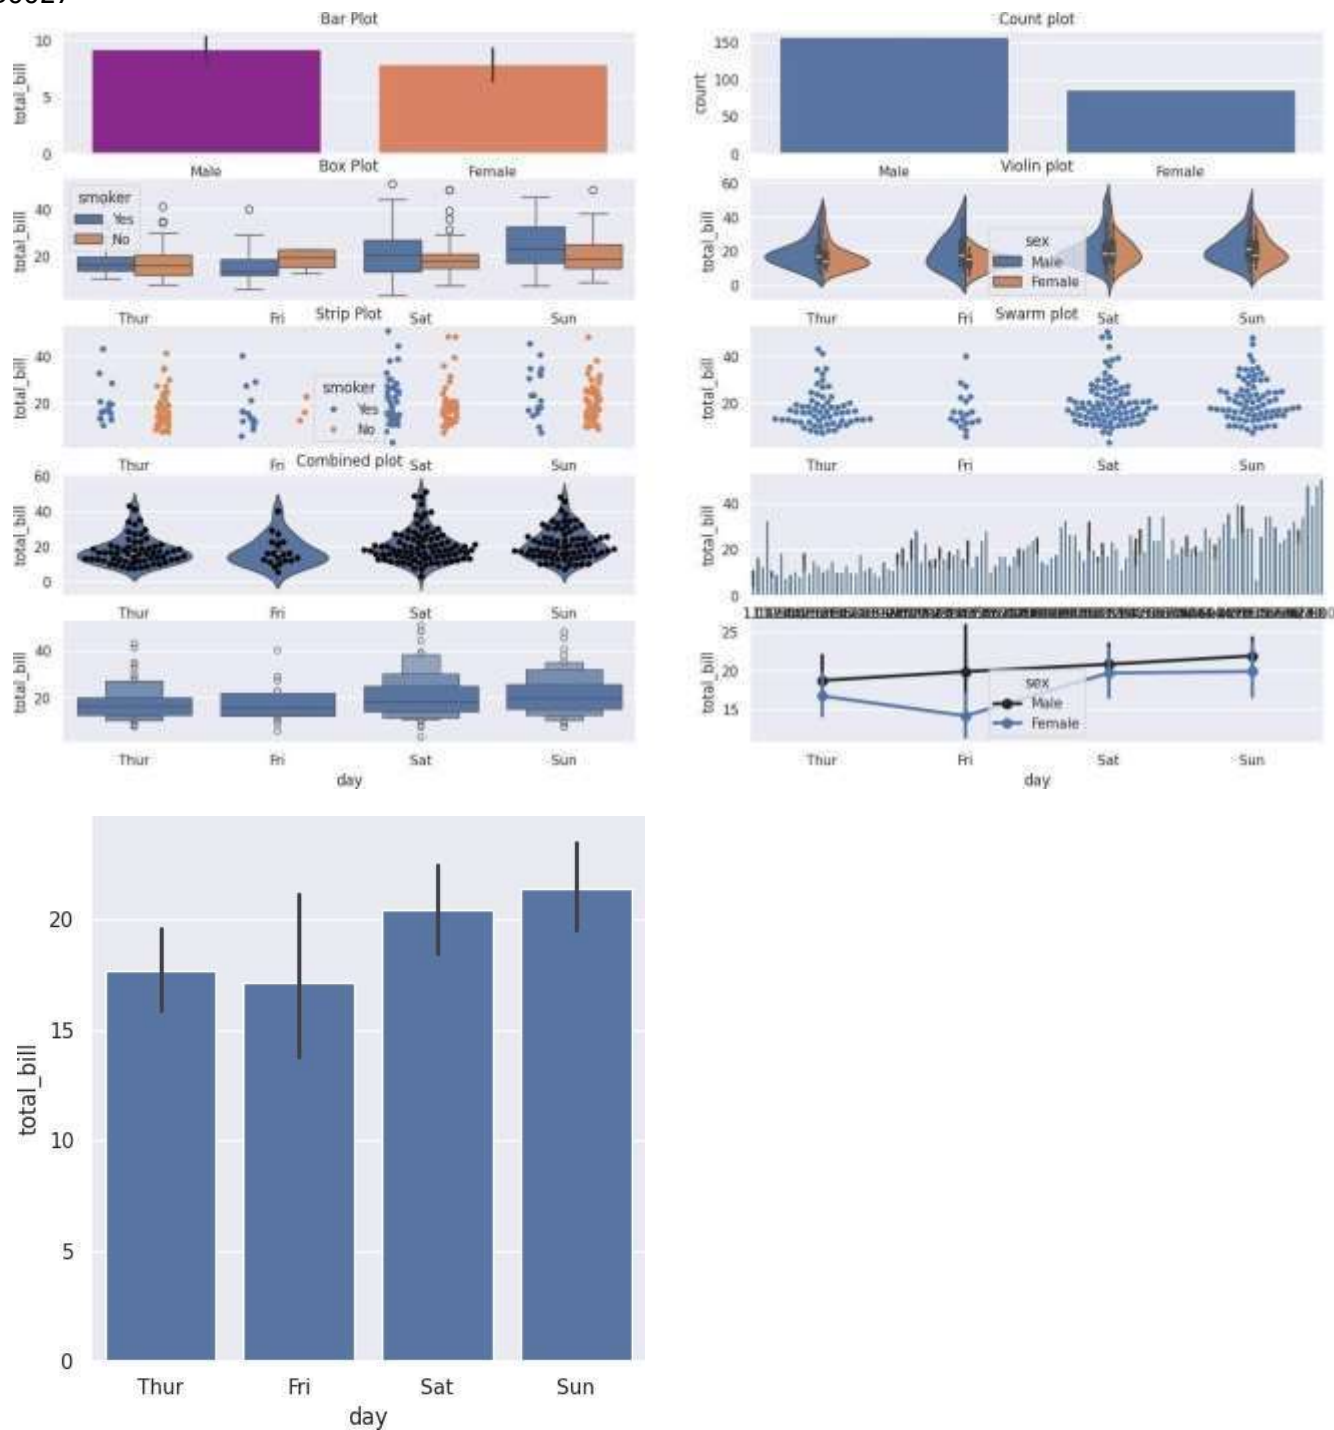 Bar Plot
total_bill
10
5
0
Male
Female
Count plot
count
150
100
50
0
Male
Female
Box Plot
total_bill
40
20
smoker
Yes
No
Thur
Fri
Sat
Sun
Violin plot
total_bill
60
40
20
0
sex
Male
Female
Thur
Fri
Sat
Sun
Strip Plot
total_bill
40
20
smoker
Yes
No
Thur
Fri
Sat
Sun
Swarm plot
total_bill
40
20
Thur
Fri
Sat
Sun
Combined plot
total_bill
60
40
20
0
Thur
Fri
Sat
Sun
total_bill
40
20
0
total_bill
40
20
Thur
Fri
Sat
Sun
day
total_bill
25
20
15
sex
Male
Female
Thur
Fri
Sat
Sun
day
total_bill
20
15
10
5
0
Thur
Fri
Sat
Sun
day